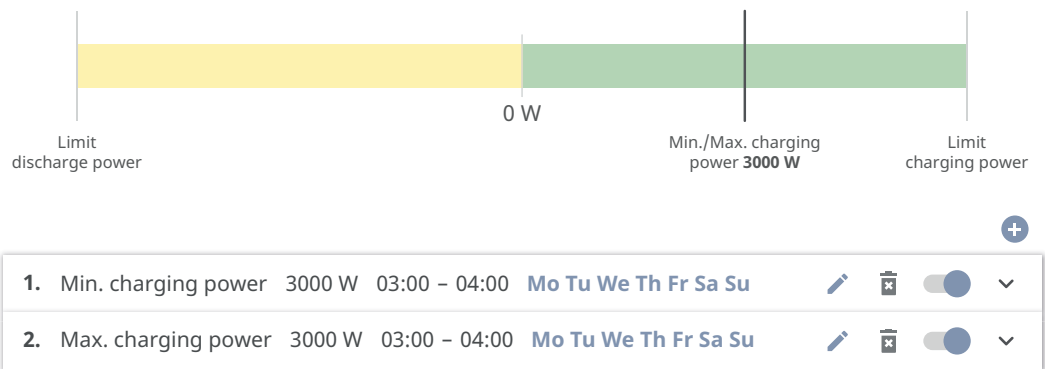 0 W
Limit
discharge power
Min./Max. charging
power 3000 W
Limit
charging power
1. Min. charging power 3000 W 03:00 – 04:00 Mo Tu We Th Fr Sa Su
2. Max. charging power 3000 W 03:00 – 04:00 Mo Tu We Th Fr Sa Su